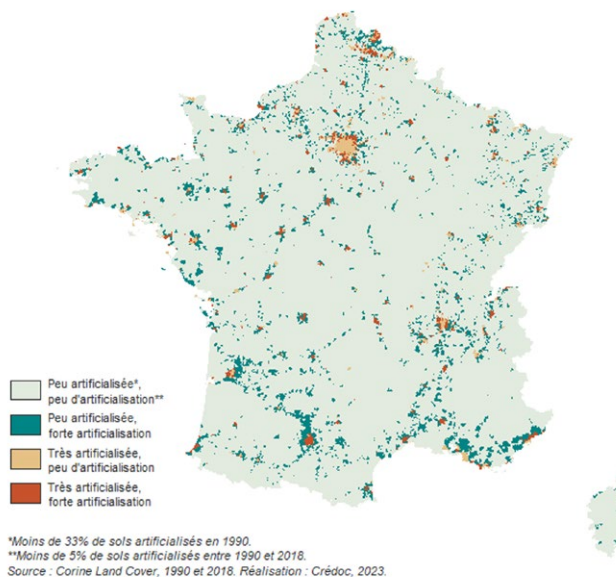 Peu artificialisée*,
peu d'artificialisation**
Peu artificialisée,
forte artificialisation
Très artificialisée,
peu d'artificialisation
Très artificialisée,
forte artificialisation
*Moins de 33% de sols artificialisés en 1990.
**Moins de 5% de sols artificialisés entre 1990 et 2018.
Source : Corine Land Cover, 1990 et 2018. Réalisation : Crédoc, 2023.